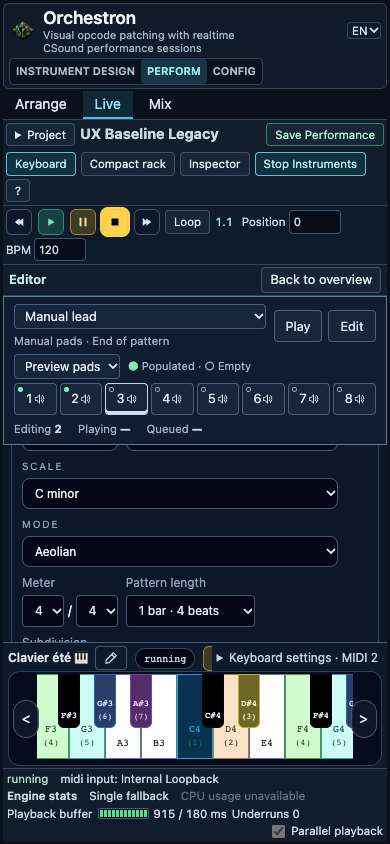 Orchestron
Visual opcode patching with realtime
CSound performance sessions
EN
INSTRUMENT DESIGN PERFORM CONFIG
Arrange Live Mix
▶ Project UX Baseline Legacy Save Performance
Keyboard Compact rack Inspector Stop Instruments
?
Loop 1.1 Position 0
BPM 120
Editor Back to overview
Manual lead Play Edit
Manual pads · End of pattern
Preview pads Populated · Empty
1 2 3 4 5 6 7 8
Editing 2 Playing — Queued —
SCALE
C minor
MODE
Aeolian
Meter Pattern length
4 / 4 1 bar · 4 beats
Clavier été running ▶ Keyboard settings · MIDI 2
F#3 G#3 (6) A#3 (7) C#4 D#4 (3) F#4
< F3 (4) G3 (5) A3 B3 C4 (1) D4 (2) E4 F4 (4) G4 (5) >
running midi input: Internal Loopback
Engine stats Single fallback CPU usage unavailable
Playback buffer 915 / 180 ms Underruns 0
Parallel playback